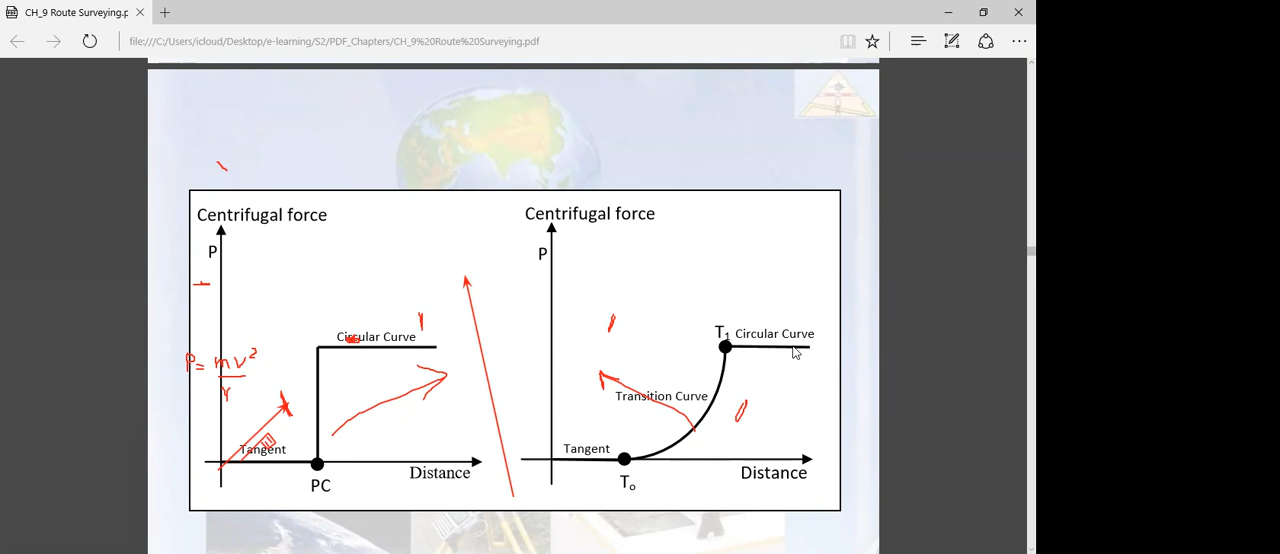 CH_9 Route Surveying.p
file:///C:/Users/icloud/Desktop/e-learning/S2/PDF_Chapters/CH_9%20Route%20Surveying.pdf
Centrifugal force
P
Circular Curve
P = mv²/r
Tangent
PC
Distance
Centrifugal force
P
T₁ Circular Curve
Transition Curve
Tangent
Tₒ
Distance